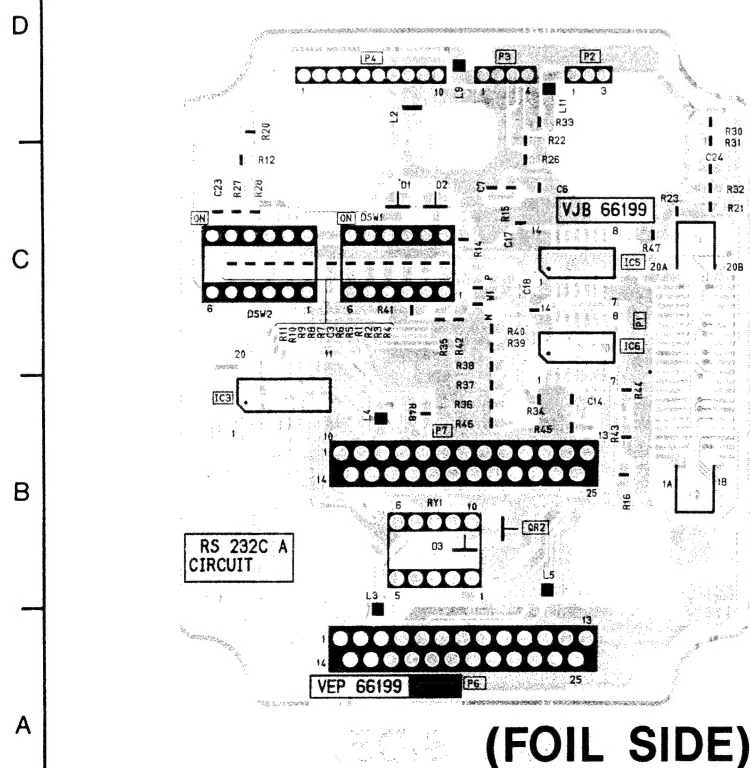 D
P4 P3 P2
1 10 L9 1 4 L11 1 3
L2 R33 R30
R20 R22 R31
R12 R26 C24
C23 R27 R28 D1 D2 C7 C6 R32
R15 R23 R21
ON ON DSW1 VJB 66199
C17 14 8 R47
R14
C IC5 20A 20B
P 1
6 1 6 1 W1 C18 7
DSW2 R41 N 14 8 P1
R11 R10 R9 R8 R7 C3 R6 R5 R1 R2 R3 R4 R35 R42 R40
R39 IC6
20 11 R38
R37 1 7 R44
IC3 L4 R48 R36 R34 C14
1 P7 R46 R45 13 R43
10
1
B 14 25 R16 1A 1B
6 RY1 10 QR2
RS 232C A D3
CIRCUIT
5 1 L5
L3 13
1
14 25
VEP 66199 P6
A
(FOIL SIDE)